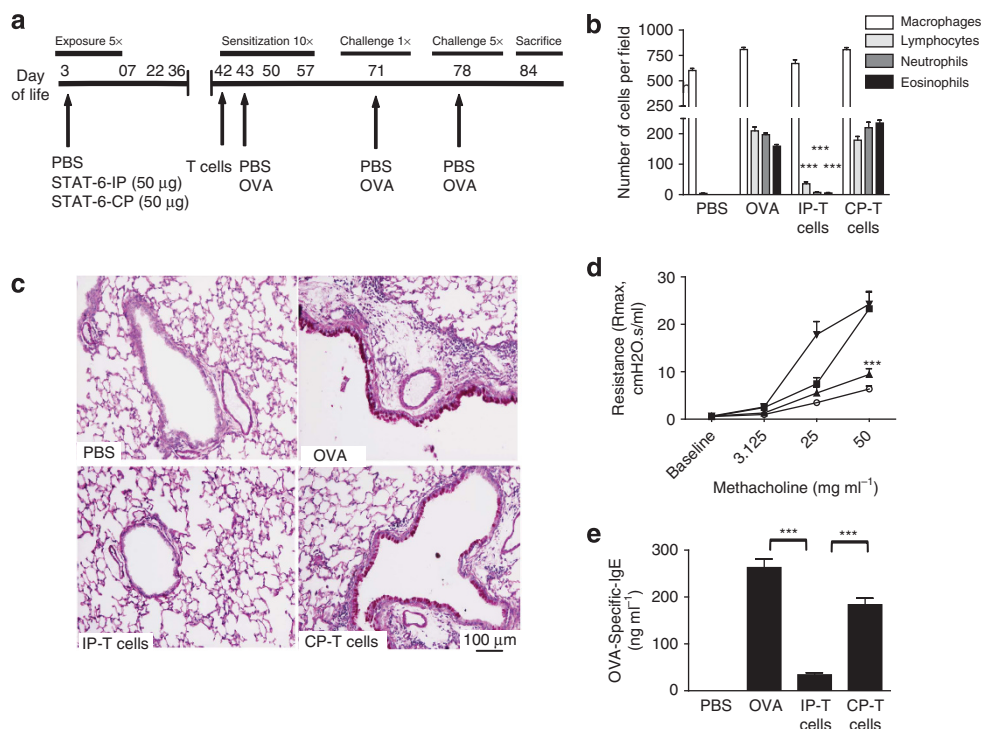 a
Exposure 5×
Sensitization 10×
Challenge 1×
Challenge 5×
Sacrifice
Day of life
3 07 22 36 42 43 50 57 71 78 84
PBS
STAT-6-IP (50 µg)
STAT-6-CP (50 µg)
T cells
PBS
OVA
PBS
OVA
PBS
OVA
b
Macrophages
Lymphocytes
Neutrophils
Eosinophils
Number of cells per field
1000
750
500
250
200
100
0
***
*** ***
PBS
OVA
IP-T
cells
CP-T
cells
c
PBS
OVA
IP-T cells
CP-T cells
100 µm
d
Resistance (Rmax,
cmH2O.s/ml)
30
20
10
0
***
Baseline
3.125
25
50
Methacholine (mg ml⁻¹)
e
OVA-Specific-IgE
(ng ml⁻¹)
300
200
100
0
***
***
PBS
OVA
IP-T
cells
CP-T
cells